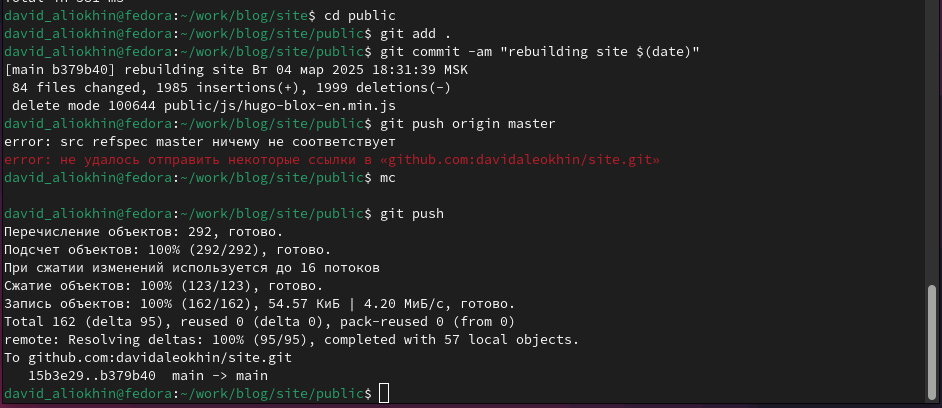 david_aliokhin@fedora:~/work/blog/site$ cd public
david_aliokhin@fedora:~/work/blog/site/public$ git add .
david_aliokhin@fedora:~/work/blog/site/public$ git commit -am "rebuilding site $(date)"
[main b379b40] rebuilding site Вт 04 мар 2025 18:31:39 MSK
 84 files changed, 1985 insertions(+), 1999 deletions(-)
 delete mode 100644 public/js/hugo-blox-en.min.js
david_aliokhin@fedora:~/work/blog/site/public$ git push origin master
error: src refspec master ничему не соответствует
error: не удалось отправить некоторые ссылки в «github.com:davidaleokhin/site.git»
david_aliokhin@fedora:~/work/blog/site/public$ mc

david_aliokhin@fedora:~/work/blog/site/public$ git push
Перечисление объектов: 292, готово.
Подсчет объектов: 100% (292/292), готово.
При сжатии изменений используется до 16 потоков
Сжатие объектов: 100% (123/123), готово.
Запись объектов: 100% (162/162), 54.57 КиБ | 4.20 МиБ/с, готово.
Total 162 (delta 95), reused 0 (delta 0), pack-reused 0 (from 0)
remote: Resolving deltas: 100% (95/95), completed with 57 local objects.
To github.com:davidaleokhin/site.git
   15b3e29..b379b40  main -> main
david_aliokhin@fedora:~/work/blog/site/public$